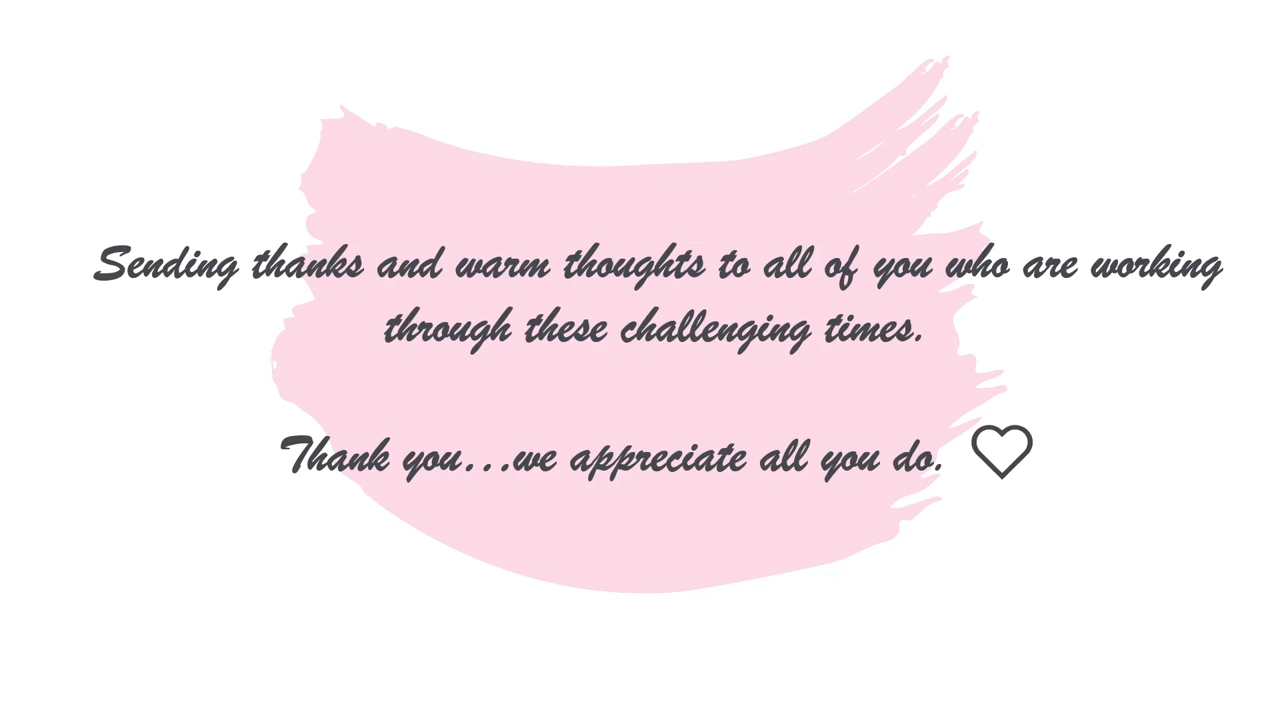 Sending thanks and warm thoughts to all of you who are working
through these challenging times.
Thank you...we appreciate all you do.